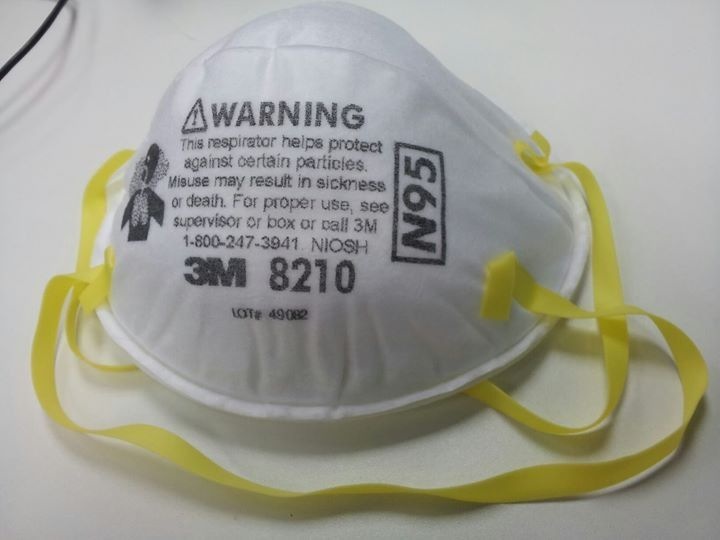 ⚠WARNING
This respirator helps protect
against certain particles.
Misuse may result in sickness
or death. For proper use, see
supervisor or box or call 3M
1-800-247-3941. NIOSH
N95
3M 8210
LOT# 49082